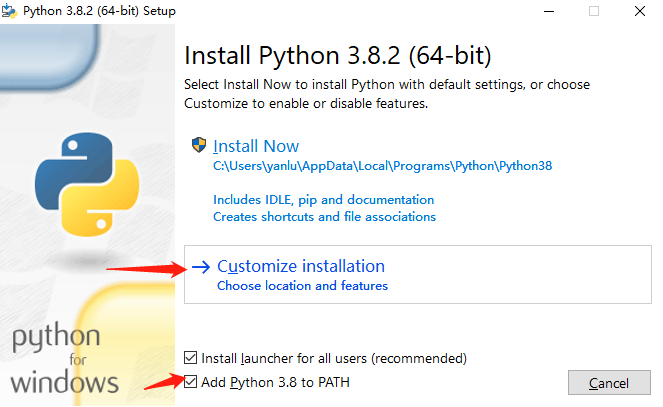 Python 3.8.2 (64-bit) Setup
Install Python 3.8.2 (64-bit)
Select Install Now to install Python with default settings, or choose
Customize to enable or disable features.
Install Now
C:\Users\yanlu\AppData\Local\Programs\Python\Python38
Includes IDLE, pip and documentation
Creates shortcuts and file associations
Customize installation
Choose location and features
python
for
windows
Install launcher for all users (recommended)
Add Python 3.8 to PATH
Cancel